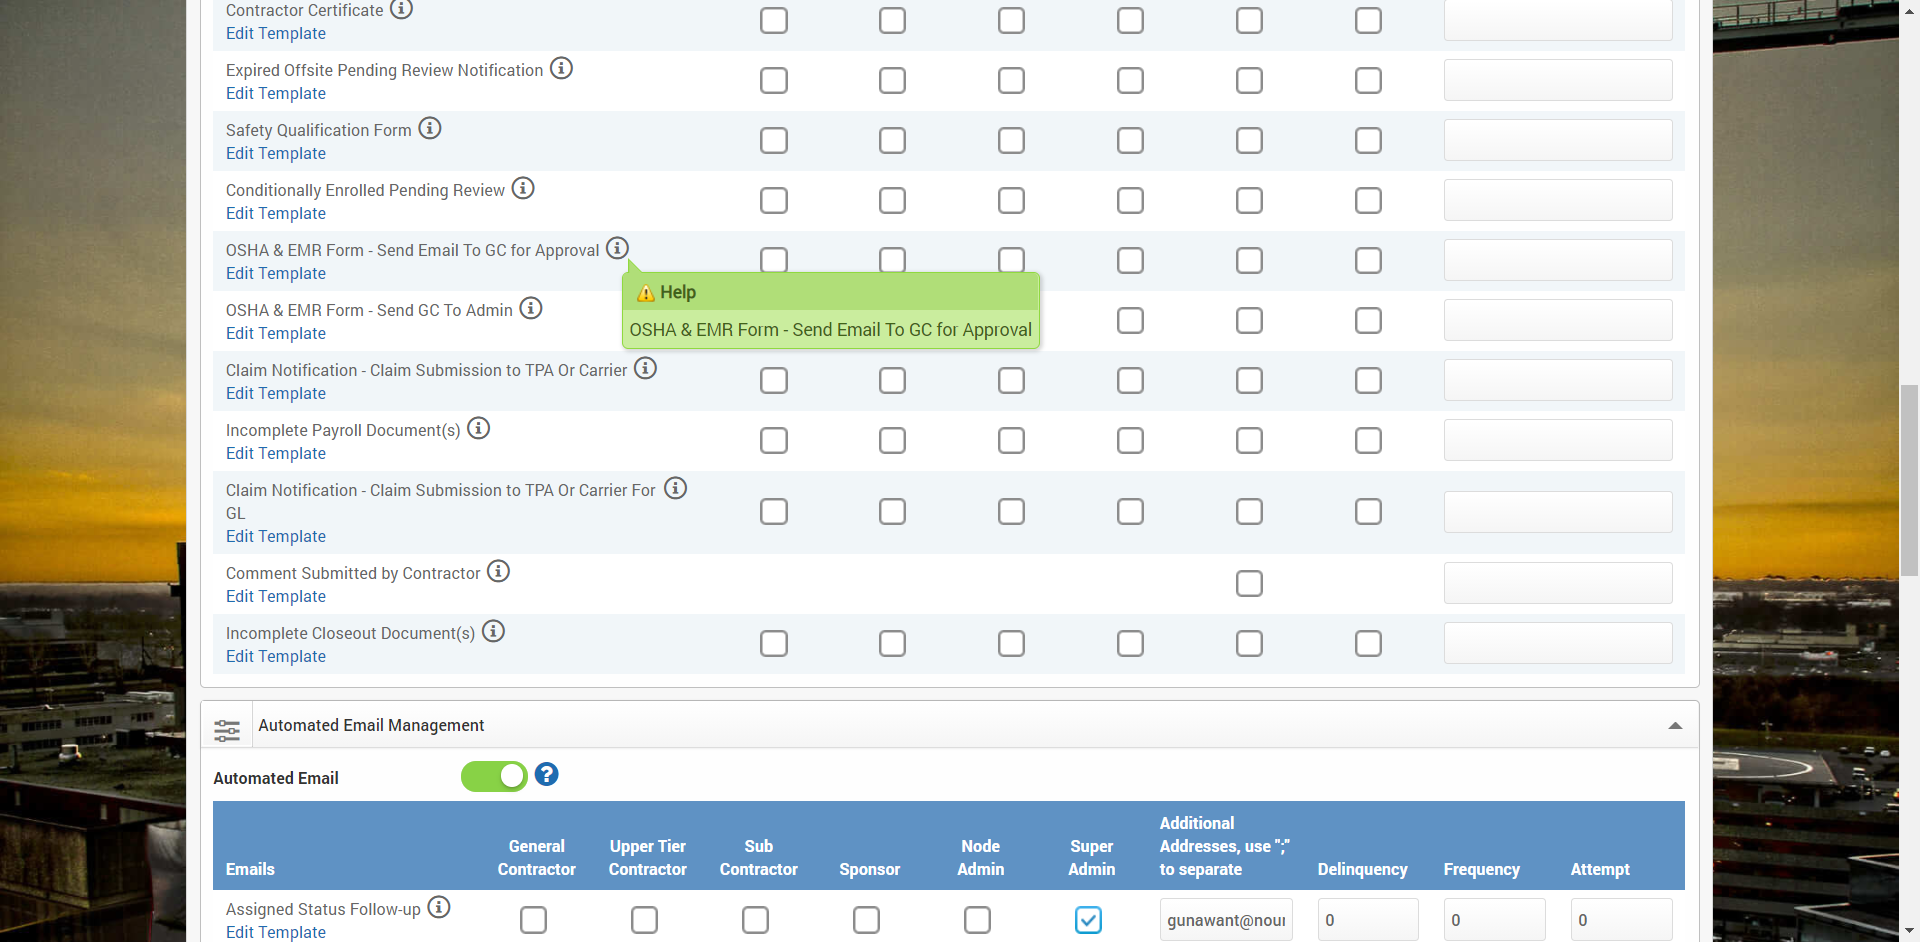 Contractor Certificate
Edit Template
Expired Offsite Pending Review Notification
Edit Template
Safety Qualification Form
Edit Template
Conditionally Enrolled Pending Review
Edit Template
OSHA & EMR Form - Send Email To GC for Approval
Edit Template
Help
OSHA & EMR Form - Send GC To Admin
OSHA & EMR Form - Send Email To GC for Approval
Edit Template
Claim Notification - Claim Submission to TPA Or Carrier
Edit Template
Incomplete Payroll Document(s)
Edit Template
Claim Notification - Claim Submission to TPA Or Carrier For
GL
Edit Template
Comment Submitted by Contractor
Edit Template
Incomplete Closeout Document(s)
Edit Template
Automated Email Management
Automated Email
Emails
General
Contractor
Upper Tier
Contractor
Sub
Contractor
Sponsor
Node
Admin
Super
Admin
Additional
Addresses, use ";"
to separate
Delinquency
Frequency
Attempt
Assigned Status Follow-up
gunawant@nou
0
0
0
Edit Template